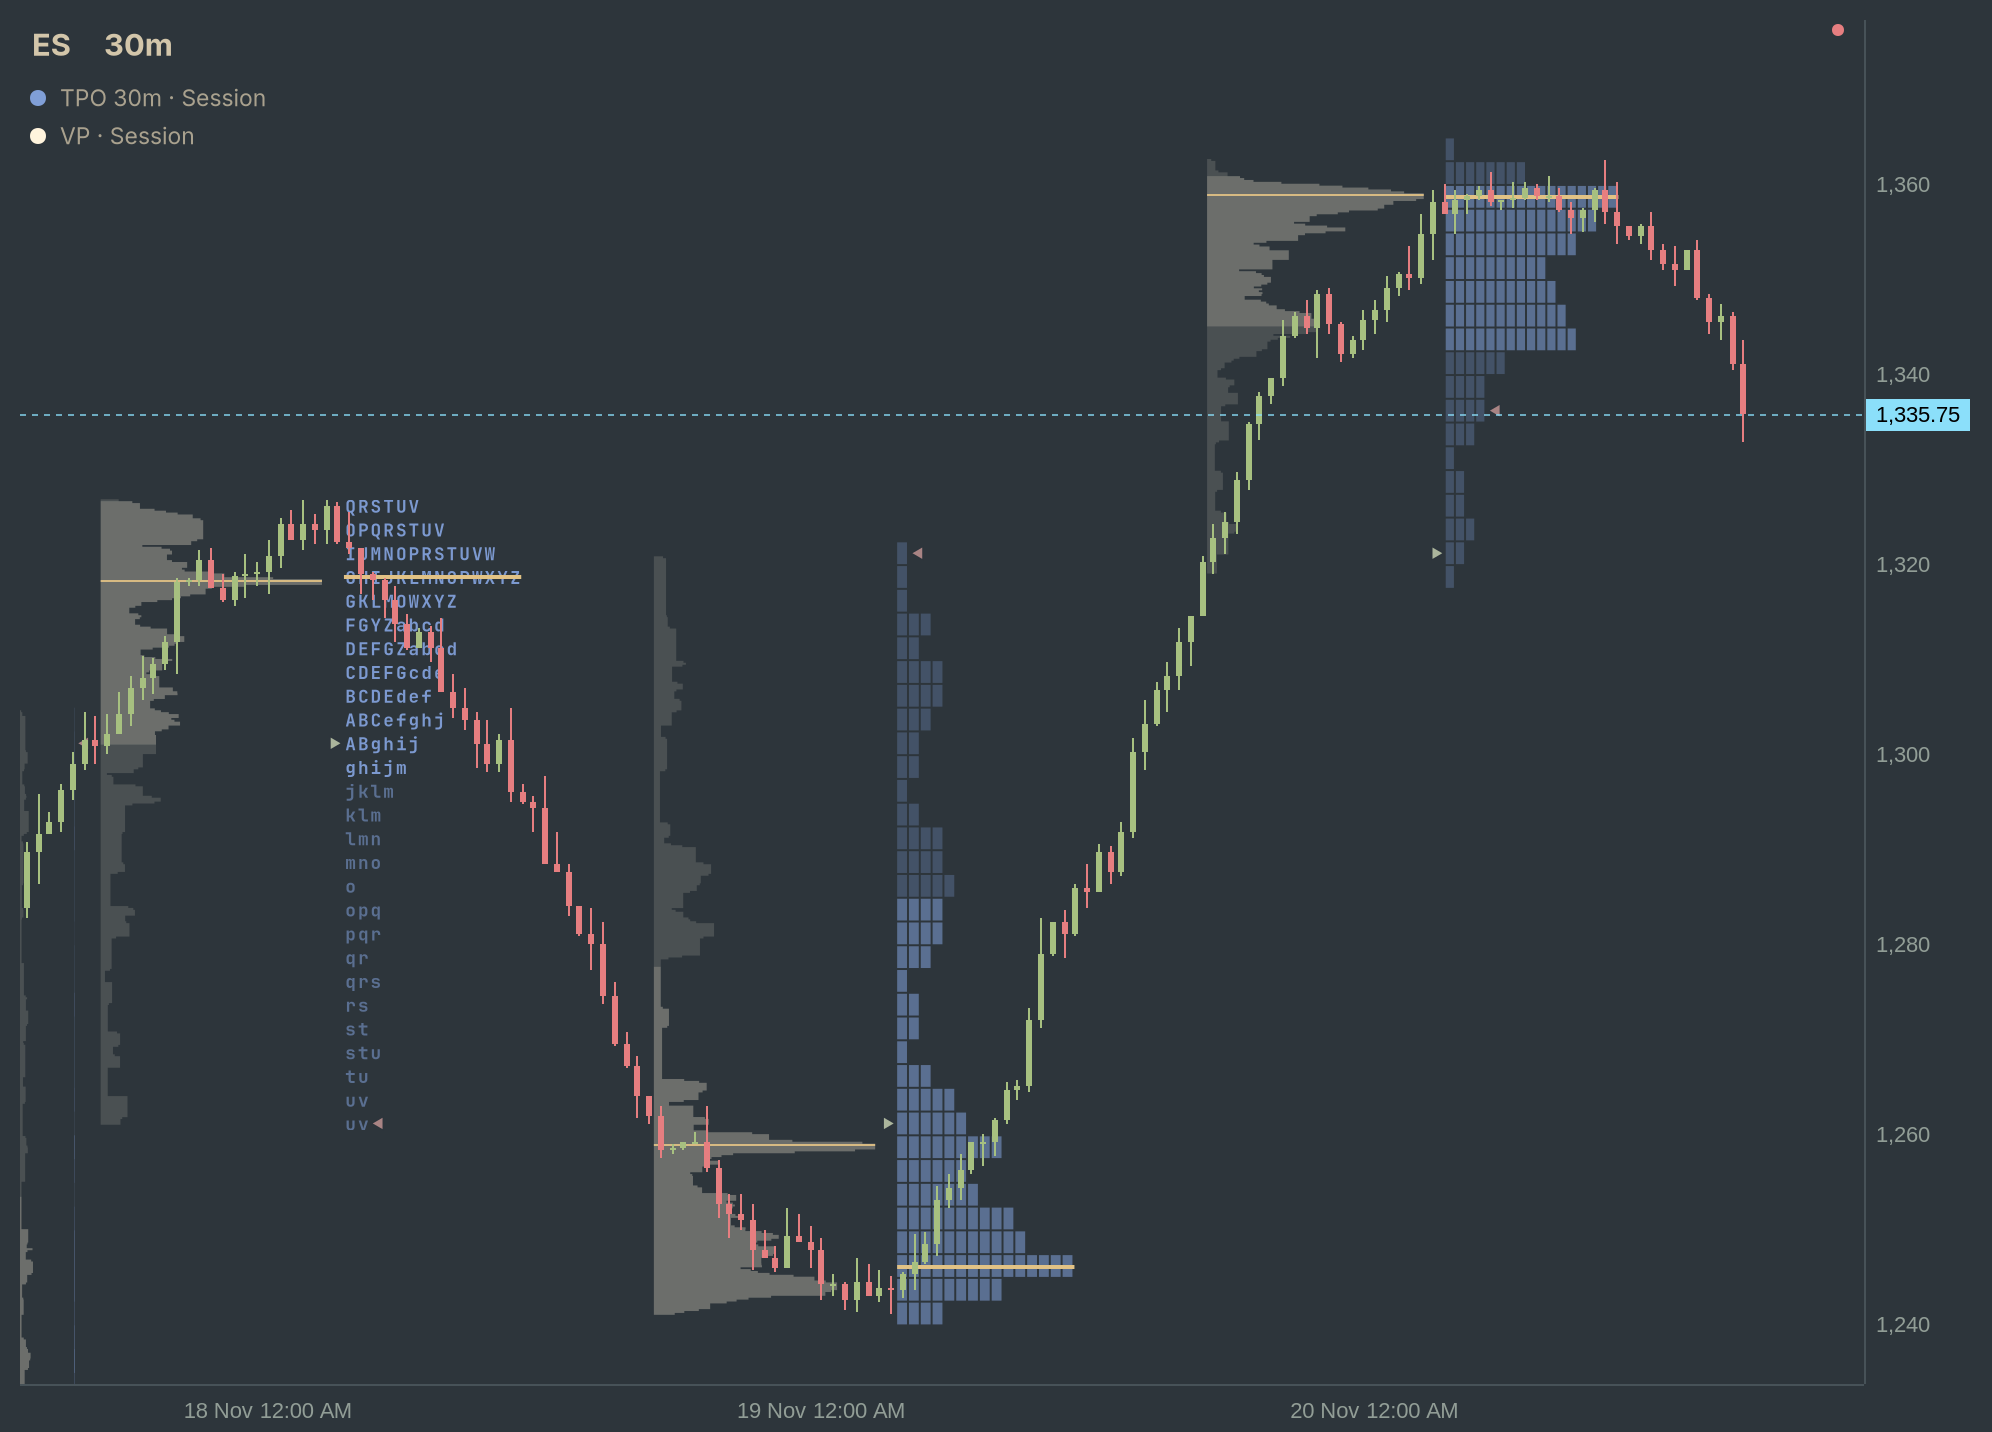 ES 30m
TPO 30m · Session
VP · Session
1,360
1,340
1,335.75
1,320
1,300
1,280
1,260
1,240
QRSTUV
OPQRSTUV
IJMNOPRSTUVW
GHIJKLMNOPWXYZ
GKLMOWXYZ
FGYZabcd
DEFGZabcd
CDEFGcde
BCDEdef
ABCefghj
ABghij
ghijm
jklm
klm
lmn
mno
o
opq
pqr
qr
qrs
rs
st
stu
tu
uv
uv
18 Nov 12:00 AM
19 Nov 12:00 AM
20 Nov 12:00 AM